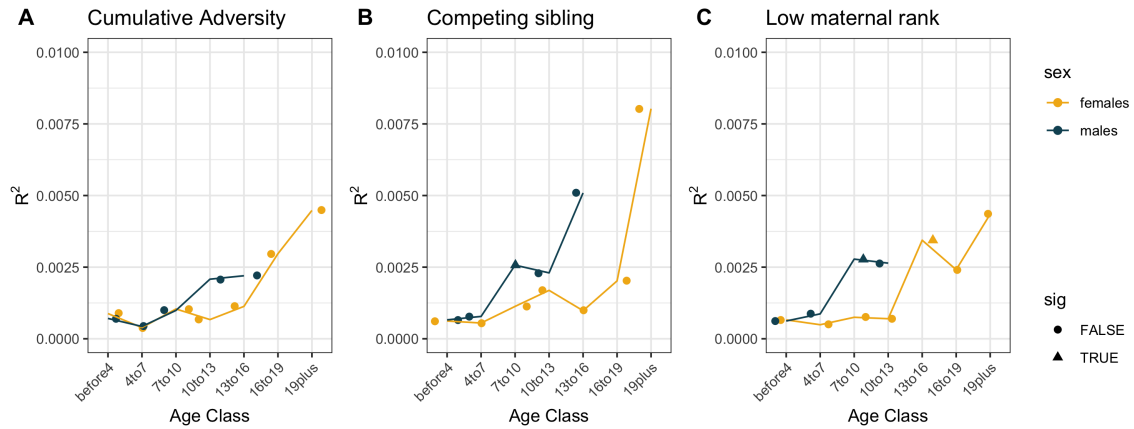 A Cumulative Adversity
B Competing sibling
C Low maternal rank
0.0100
0.0075
0.0050
0.0025
0.0000
R²
before4
4to7
7to10
10to13
13to16
16to19
19plus
Age Class
0.0100
0.0075
0.0050
0.0025
0.0000
R²
before4
4to7
7to10
10to13
13to16
16to19
19plus
Age Class
0.0100
0.0075
0.0050
0.0025
0.0000
R²
before4
4to7
7to10
10to13
13to16
16to19
19plus
Age Class
sex
females
males
sig
FALSE
TRUE